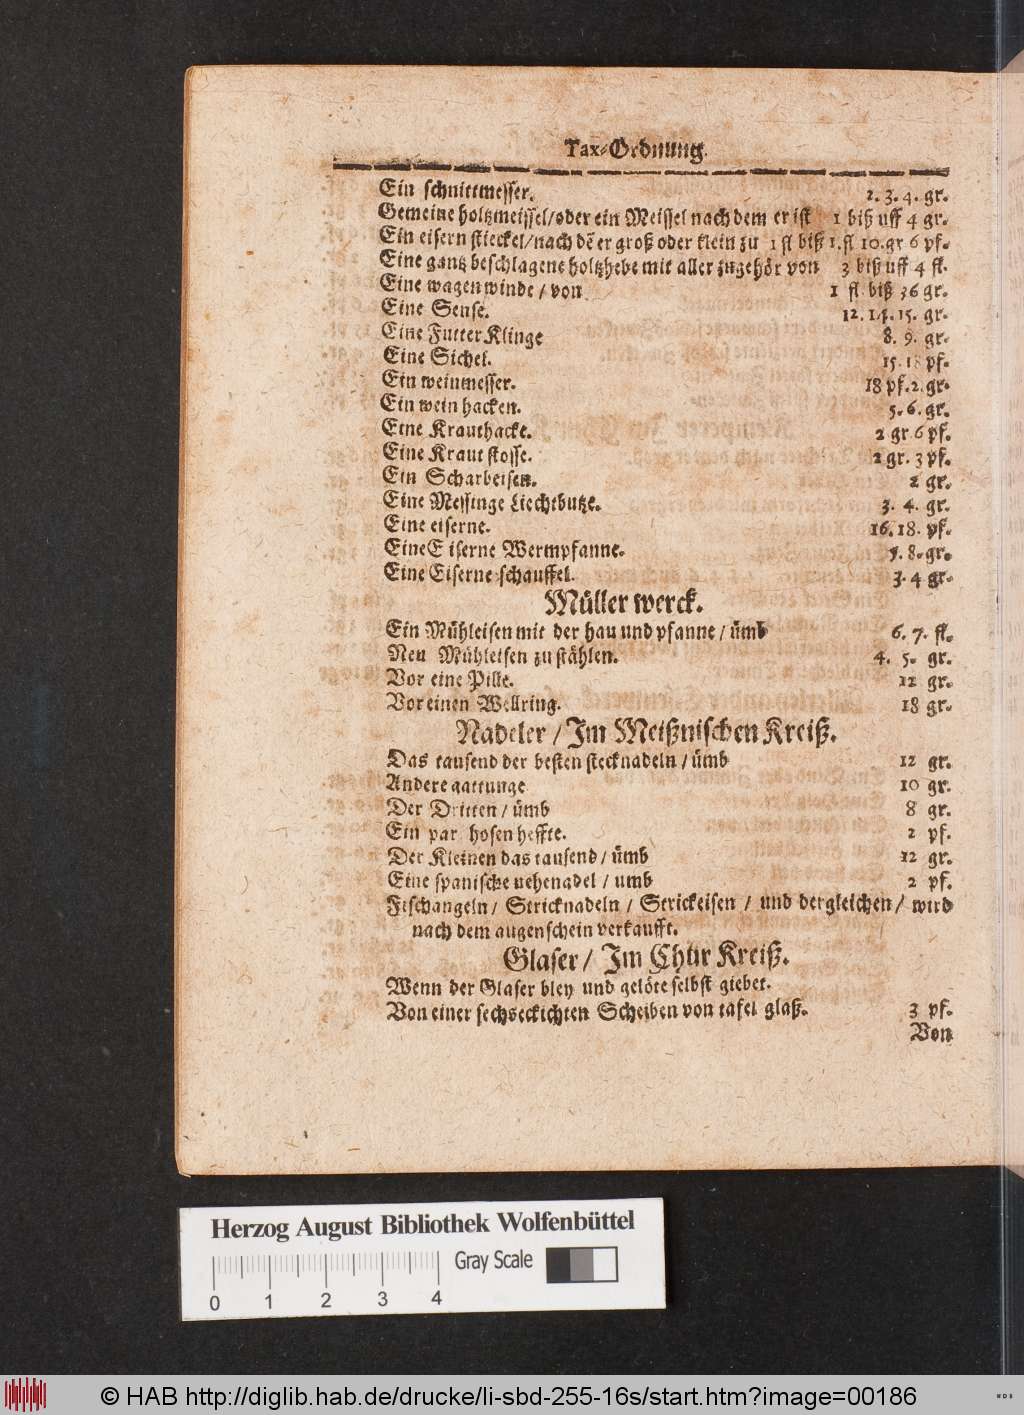 Tax-Ordnung.
Ein schnittmesser. 2. 3. 4. gr.
Gemeine holtzmeissel/oder ein Meissel nach dem er ist 1 biß uff 4 gr.
Ein eisern stieckel/nach dē er groß oder klein zu 1 fl biß 1. fl 10. gr 6 pf.
Eine gantz beschlagene holtzhebe mit aller zugehör von 3 biß uff 4 fl.
Eine wagen winde / von 1 fl biß 36 gr.
Eine Sense. 12. 14. 15. gr.
Eine Futter Klinge 8. 9. gr.
Eine Sichel. 15. 18 pf.
Ein weinmesser. 18 pf. 2. gr.
Ein wein hacken. 5. 6. gr.
Eine Krauthacke. 2 gr 6 pf.
Eine Kraut stosse. 2 gr. 3 pf.
Ein Scharbeisen. 2 gr.
Eine Messinge Liechtbutze. 3. 4. gr.
Eine eiserne. 16. 18. pf.
Eine Eiserne Wermpfanne. 8. gr.
Eine Eiserne schauffel. 3. 4 gr.
Müller werck.
Ein Mühleisen mit der hau und pfanne / ümb 6. 7. fl.
Neu Mühleisen zu stählen. 4. 5. gr.
Vor eine Pille. 12 gr.
Vor einen Wellring. 18 gr.
Nadeler / Im Meißnischen Kreiß.
Das tausend der besten stecknadeln / ümb 12 gr.
Andere gattunge 10 gr.
Der Dritten / ümb 8 gr.
Ein par hosen heffte. 2 pf.
Der Kleinen das tausend / ümb 12 gr.
Eine spanische nehenadel / umb 2 pf.
Fischangeln / Stricknadeln / Strickeisen / und dergleichen / wird
nach dem augenschein verkaufft.
Glaser / Im Chur Kreiß.
Wenn der Glaser bley und gelöte selbst giebet.
Von einer sechseckichten Scheiben von tafel glaß. 3 pf.
Von
Herzog August Bibliothek Wolfenbüttel
Gray Scale
0 1 2 3 4
© HAB http://diglib.hab.de/drucke/li-sbd-255-16s/start.htm?image=00186